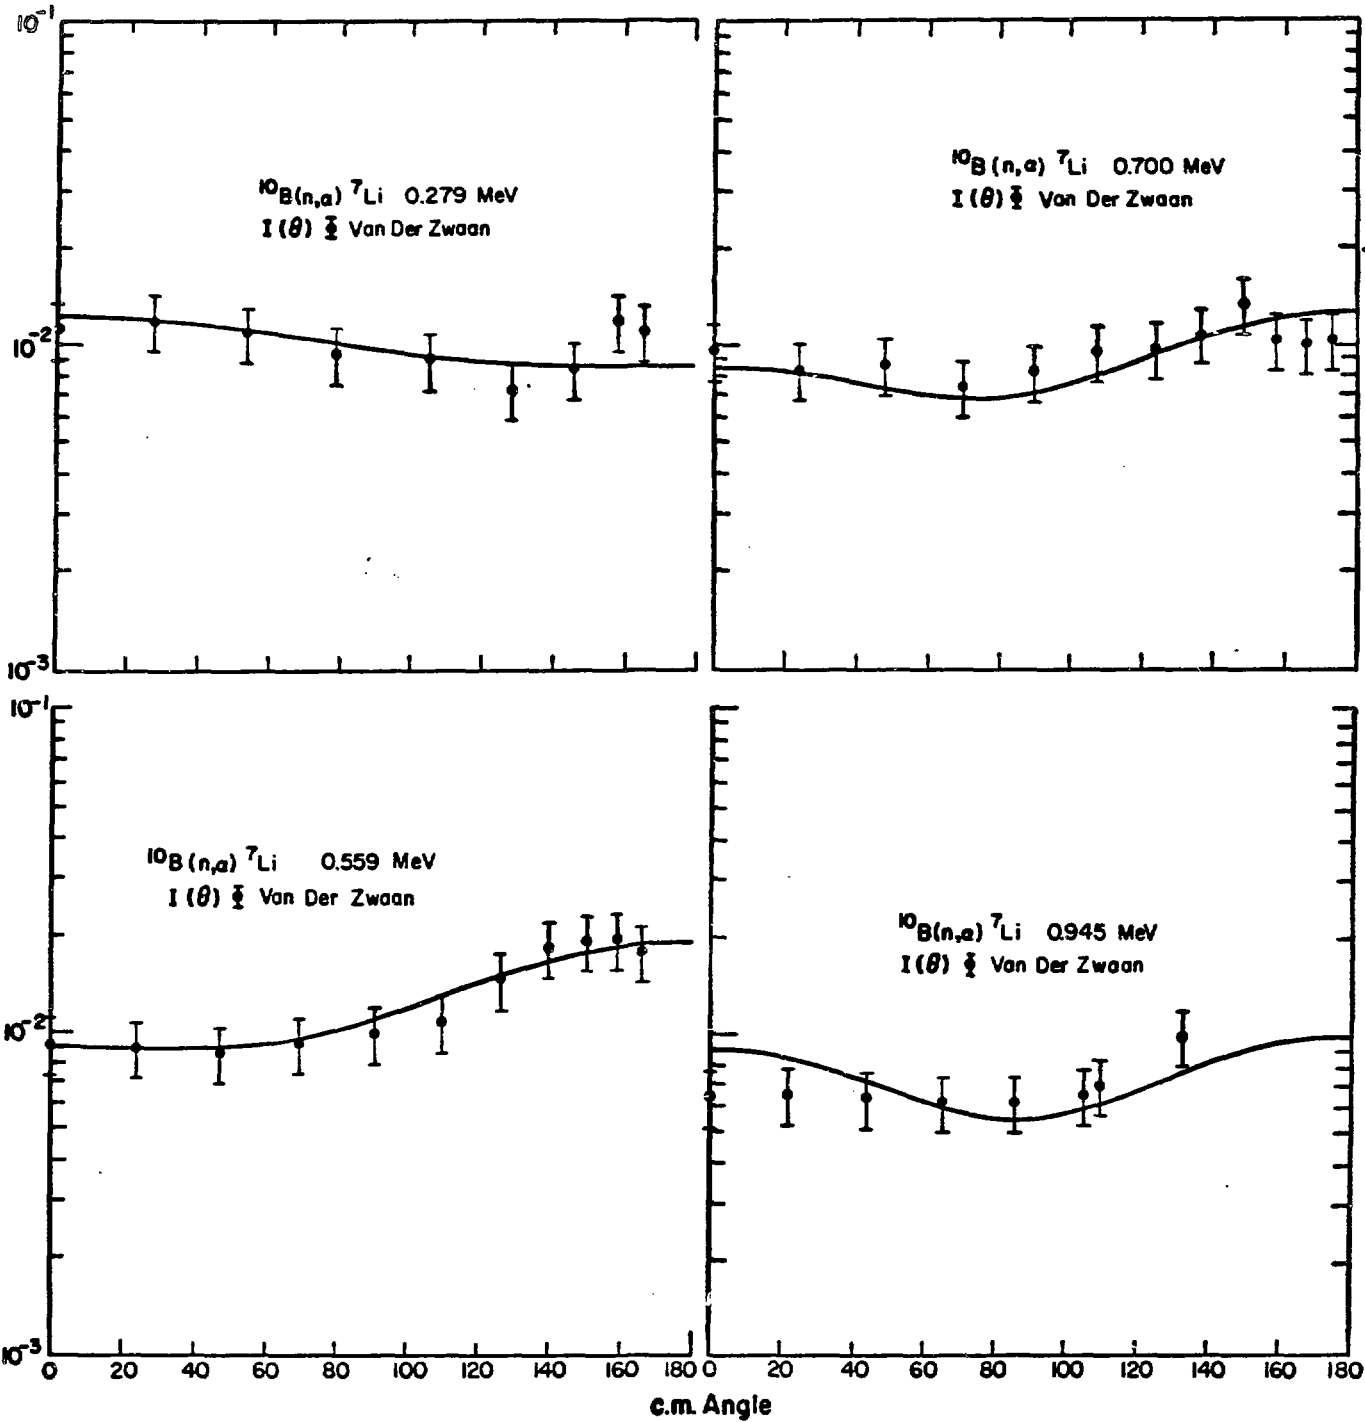 10⁻¹
10⁻²
10⁻³
¹⁰B(n,α) ⁷Li 0.279 MeV
I(θ) Van Der Zwaan
¹⁰B(n,α) ⁷Li 0.700 MeV
I(θ) Von Der Zwaan
10⁻¹
10⁻²
10⁻³
¹⁰B(n,α) ⁷Li 0.559 MeV
I(θ) Van Der Zwaan
¹⁰B(n,α) ⁷Li 0.945 MeV
I(θ) Van Der Zwaan
0 20 40 60 80 100 120 140 160 180 0 20 40 60 80 100 120 140 160 180
c.m. Angle